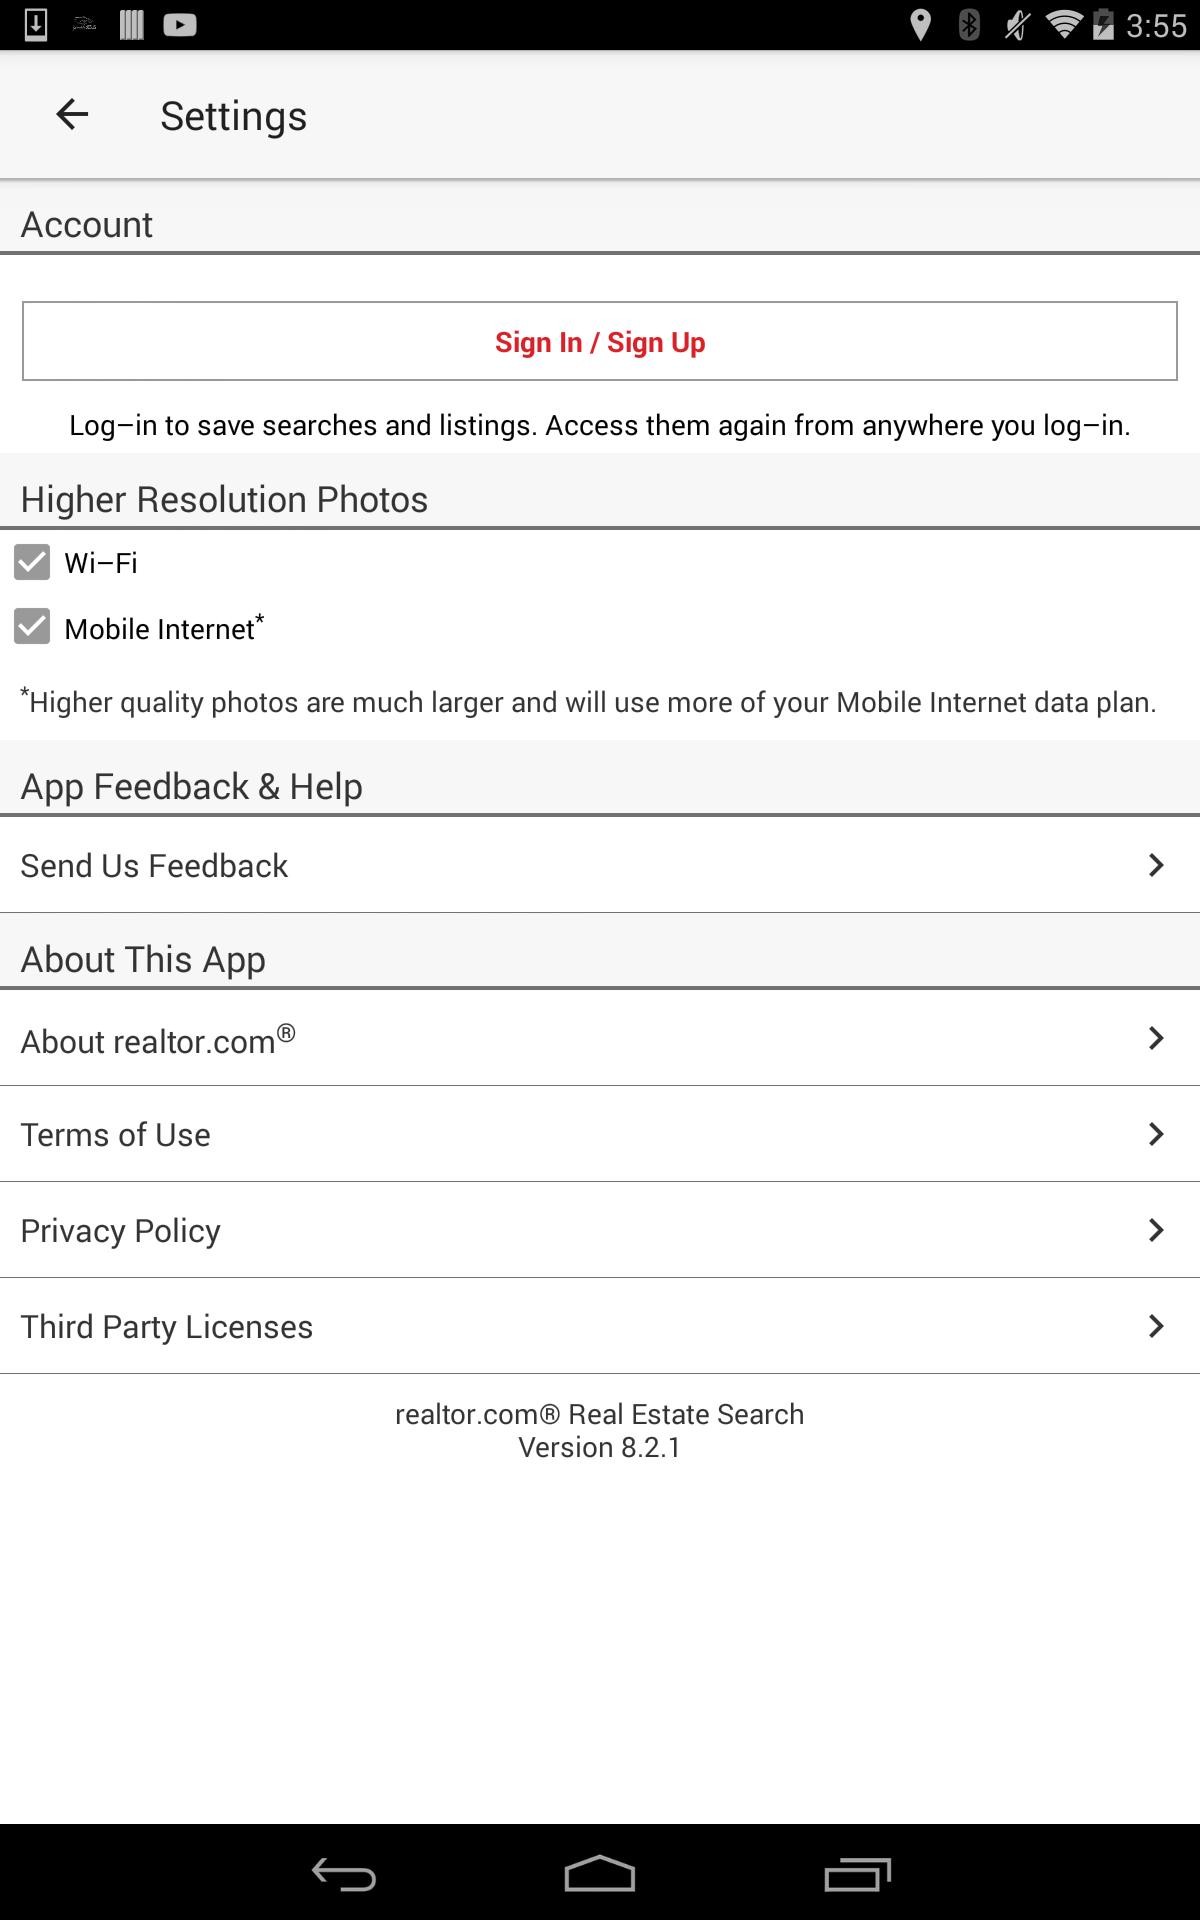 3:55
Settings
Account
Sign In / Sign Up
Log–in to save searches and listings. Access them again from anywhere you log–in.
Higher Resolution Photos
Wi–Fi
Mobile Internet*
*Higher quality photos are much larger and will use more of your Mobile Internet data plan.
App Feedback & Help
Send Us Feedback
About This App
About realtor.com®
Terms of Use
Privacy Policy
Third Party Licenses
realtor.com® Real Estate Search
Version 8.2.1